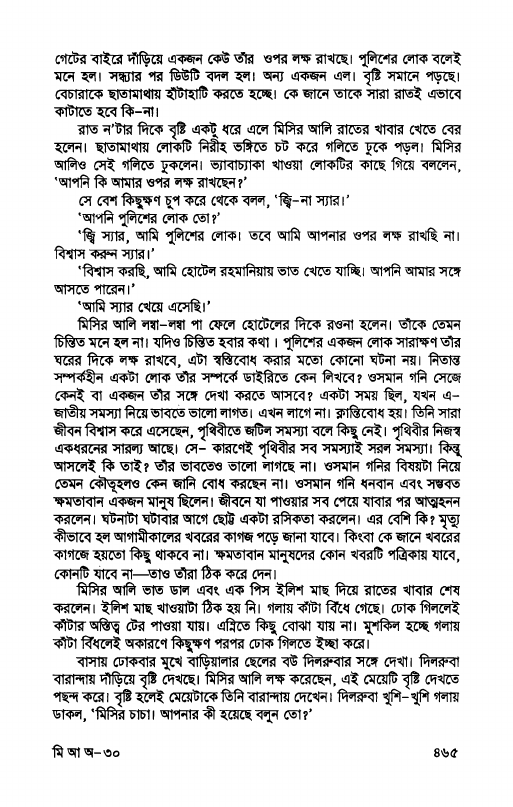 গেটের বাইরে দাঁড়িয়ে একজন কেউ তাঁর ওপর লক্ষ রাখছে। পুলিশের লোক বলেই
মনে হল। সন্ধ্যার পর ডিউটি বদল হল। অন্য একজন এল। বৃষ্টি সমানে পড়ছে।
বেচারাকে ছাতামাথায় হাঁটাহাটি করতে হচ্ছে। কে জানে তাকে সারা রাতই এভাবে
কাটাতে হবে কি–না।
রাত ন'টার দিকে বৃষ্টি একটু ধরে এলে মিসির আলি রাতের খাবার খেতে বের
হলেন। ছাতামাথায় লোকটি নিরীহ ভঙ্গিতে চট করে গলিতে ঢুকে পড়ল। মিসির
আলিও সেই গলিতে ঢুকলেন। ভ্যাবাচ্যাকা খাওয়া লোকটির কাছে গিয়ে বললেন,
'আপনি কি আমার ওপর লক্ষ রাখছেন?'
সে বেশ কিছুক্ষণ চুপ করে থেকে বলল, 'জ্বি–না স্যার।'
'আপনি পুলিশের লোক তো?'
'জ্বি স্যার, আমি পুলিশের লোক। তবে আমি আপনার ওপর লক্ষ রাখছি না।
বিশ্বাস করুন স্যার।'
'বিশ্বাস করছি, আমি হোটেল রহমানিয়ায় ভাত খেতে যাচ্ছি। আপনি আমার সঙ্গে
আসতে পারেন।'
'আমি স্যার খেয়ে এসেছি।'
মিসির আলি লম্বা–লম্বা পা ফেলে হোটেলের দিকে রওনা হলেন। তাঁকে তেমন
চিন্তিত মনে হল না। যদিও চিন্তিত হবার কথা। পুলিশের একজন লোক সারাক্ষণ তাঁর
ঘরের দিকে লক্ষ রাখবে, এটা স্বস্তিবোধ করার মতো কোনো ঘটনা নয়। নিতান্ত
সম্পর্কহীন একটা লোক তাঁর সম্পর্কে ডাইরিতে কেন লিখবে? ওসমান গনি সেজে
কেনই বা একজন তাঁর সঙ্গে দেখা করতে আসবে? একটা সময় ছিল, যখন এ–
জাতীয় সমস্যা নিয়ে ভাবতে ভালো লাগত। এখন লাগে না। ক্লান্তিবোধ হয়। তিনি সারা
জীবন বিশ্বাস করে এসেছেন, পৃথিবীতে জটিল সমস্যা বলে কিছু নেই। পৃথিবীর নিজস্ব
একধরনের সারল্য আছে। সে– কারণেই পৃথিবীর সব সমস্যাই সরল সমস্যা। কিন্তু
আসলেই কি তাই? তাঁর ভাবতেও ভালো লাগছে না। ওসমান গনির বিষয়টা নিয়ে
তেমন কৌতূহলও কেন জানি বোধ করছেন না। ওসমান গনি ধনবান এবং সম্ভবত
ক্ষমতাবান একজন মানুষ ছিলেন। জীবনে যা পাওয়ার সব পেয়ে যাবার পর আত্মহনন
করলেন। ঘটনাটা ঘটাবার আগে ছোট্ট একটা রসিকতা করলেন। এর বেশি কি? মৃত্যু
কীভাবে হল আগামীকালের খবরের কাগজ পড়ে জানা যাবে। কিংবা কে জানে খবরের
কাগজে হয়তো কিছু থাকবে না। ক্ষমতাবান মানুষদের কোন খবরটি পত্রিকায় যাবে,
কোনটি যাবে না—তাও তাঁরা ঠিক করে দেন।
মিসির আলি ভাত ডাল এবং এক পিস ইলিশ মাছ দিয়ে রাতের খাবার শেষ
করলেন। ইলিশ মাছ খাওয়াটা ঠিক হয় নি। গলায় কাঁটা বিঁধে গেছে। ঢোক গিললেই
কাঁটার অস্তিত্ব টের পাওয়া যায়। এম্নিতে কিছু বোঝা যায় না। মুশকিল হচ্ছে গলায়
কাঁটা বিঁধলেই অকারণে কিছুক্ষণ পরপর ঢোক গিলতে ইচ্ছা করে।
বাসায় ঢোকবার মুখে বাড়িয়ালার ছেলের বউ দিলরুবার সঙ্গে দেখা। দিলরুবা
বারান্দায় দাঁড়িয়ে বৃষ্টি দেখছে। মিসির আলি লক্ষ করেছেন, এই মেয়েটি বৃষ্টি দেখতে
পছন্দ করে। বৃষ্টি হলেই মেয়েটাকে তিনি বারান্দায় দেখেন। দিলরুবা খুশি–খুশি গলায়
ডাকল, 'মিসির চাচা। আপনার কী হয়েছে বলুন তো?'
মি আ অ–৩০
৪৬৫